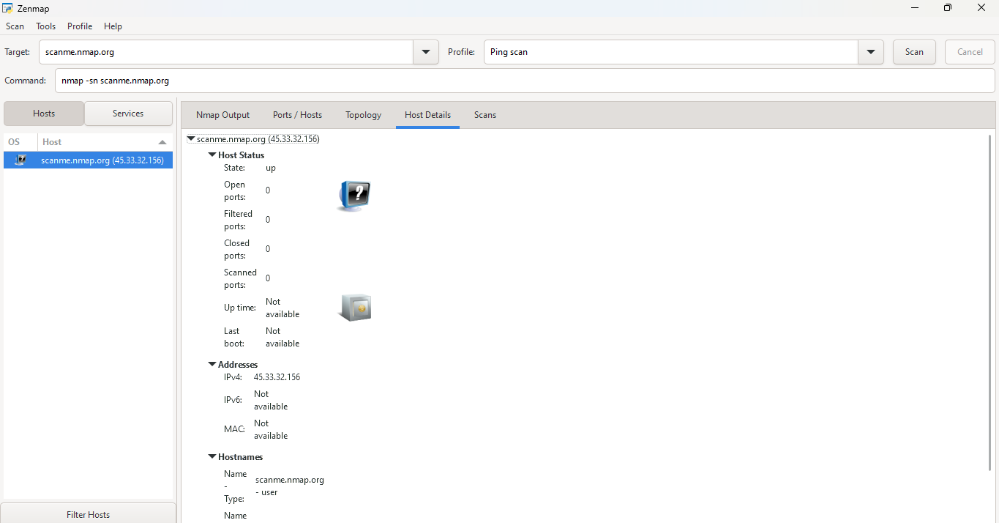 Zenmap
Scan Tools Profile Help
Target: scanme.nmap.org Profile: Ping scan Scan Cancel
Command: nmap -sn scanme.nmap.org
Hosts Services
OS Host
scanme.nmap.org (45.33.32.156)
Filter Hosts
Nmap Output Ports / Hosts Topology Host Details Scans
scanme.nmap.org (45.33.32.156)
Host Status
State: up
Open
ports: 0
Filtered
ports: 0
Closed
ports: 0
Scanned
ports: 0
Up time: Not
available
Last
boot: Not
available
Addresses
IPv4: 45.33.32.156
IPv6: Not
available
MAC: Not
available
Hostnames
Name
-
Type: scanme.nmap.org
- user
Name